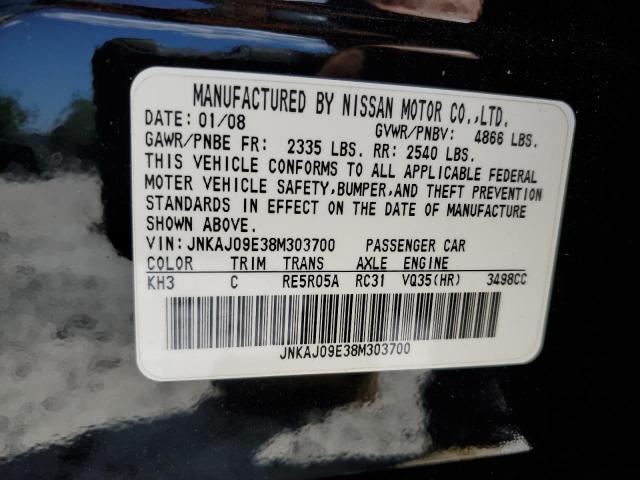 MANUFACTURED BY NISSAN MOTOR CO.,LTD.
DATE: 01/08 GVWR/PNBV: 4866 LBS.
GAWR/PNBE FR: 2335 LBS. RR: 2540 LBS.
THIS VEHICLE CONFORMS TO ALL APPLICABLE FEDERAL
MOTOR VEHICLE SAFETY,BUMPER,AND THEFT PREVENTION
STANDARDS IN EFFECT ON THE DATE OF MANUFACTURE
SHOWN ABOVE.
VIN: JNKAJ09E38M303700 PASSENGER CAR
COLOR TRIM TRANS AXLE ENGINE
KH3 C RE5R05A RC31 VQ35(HR) 3498CC
JNKAJ09E38M303700